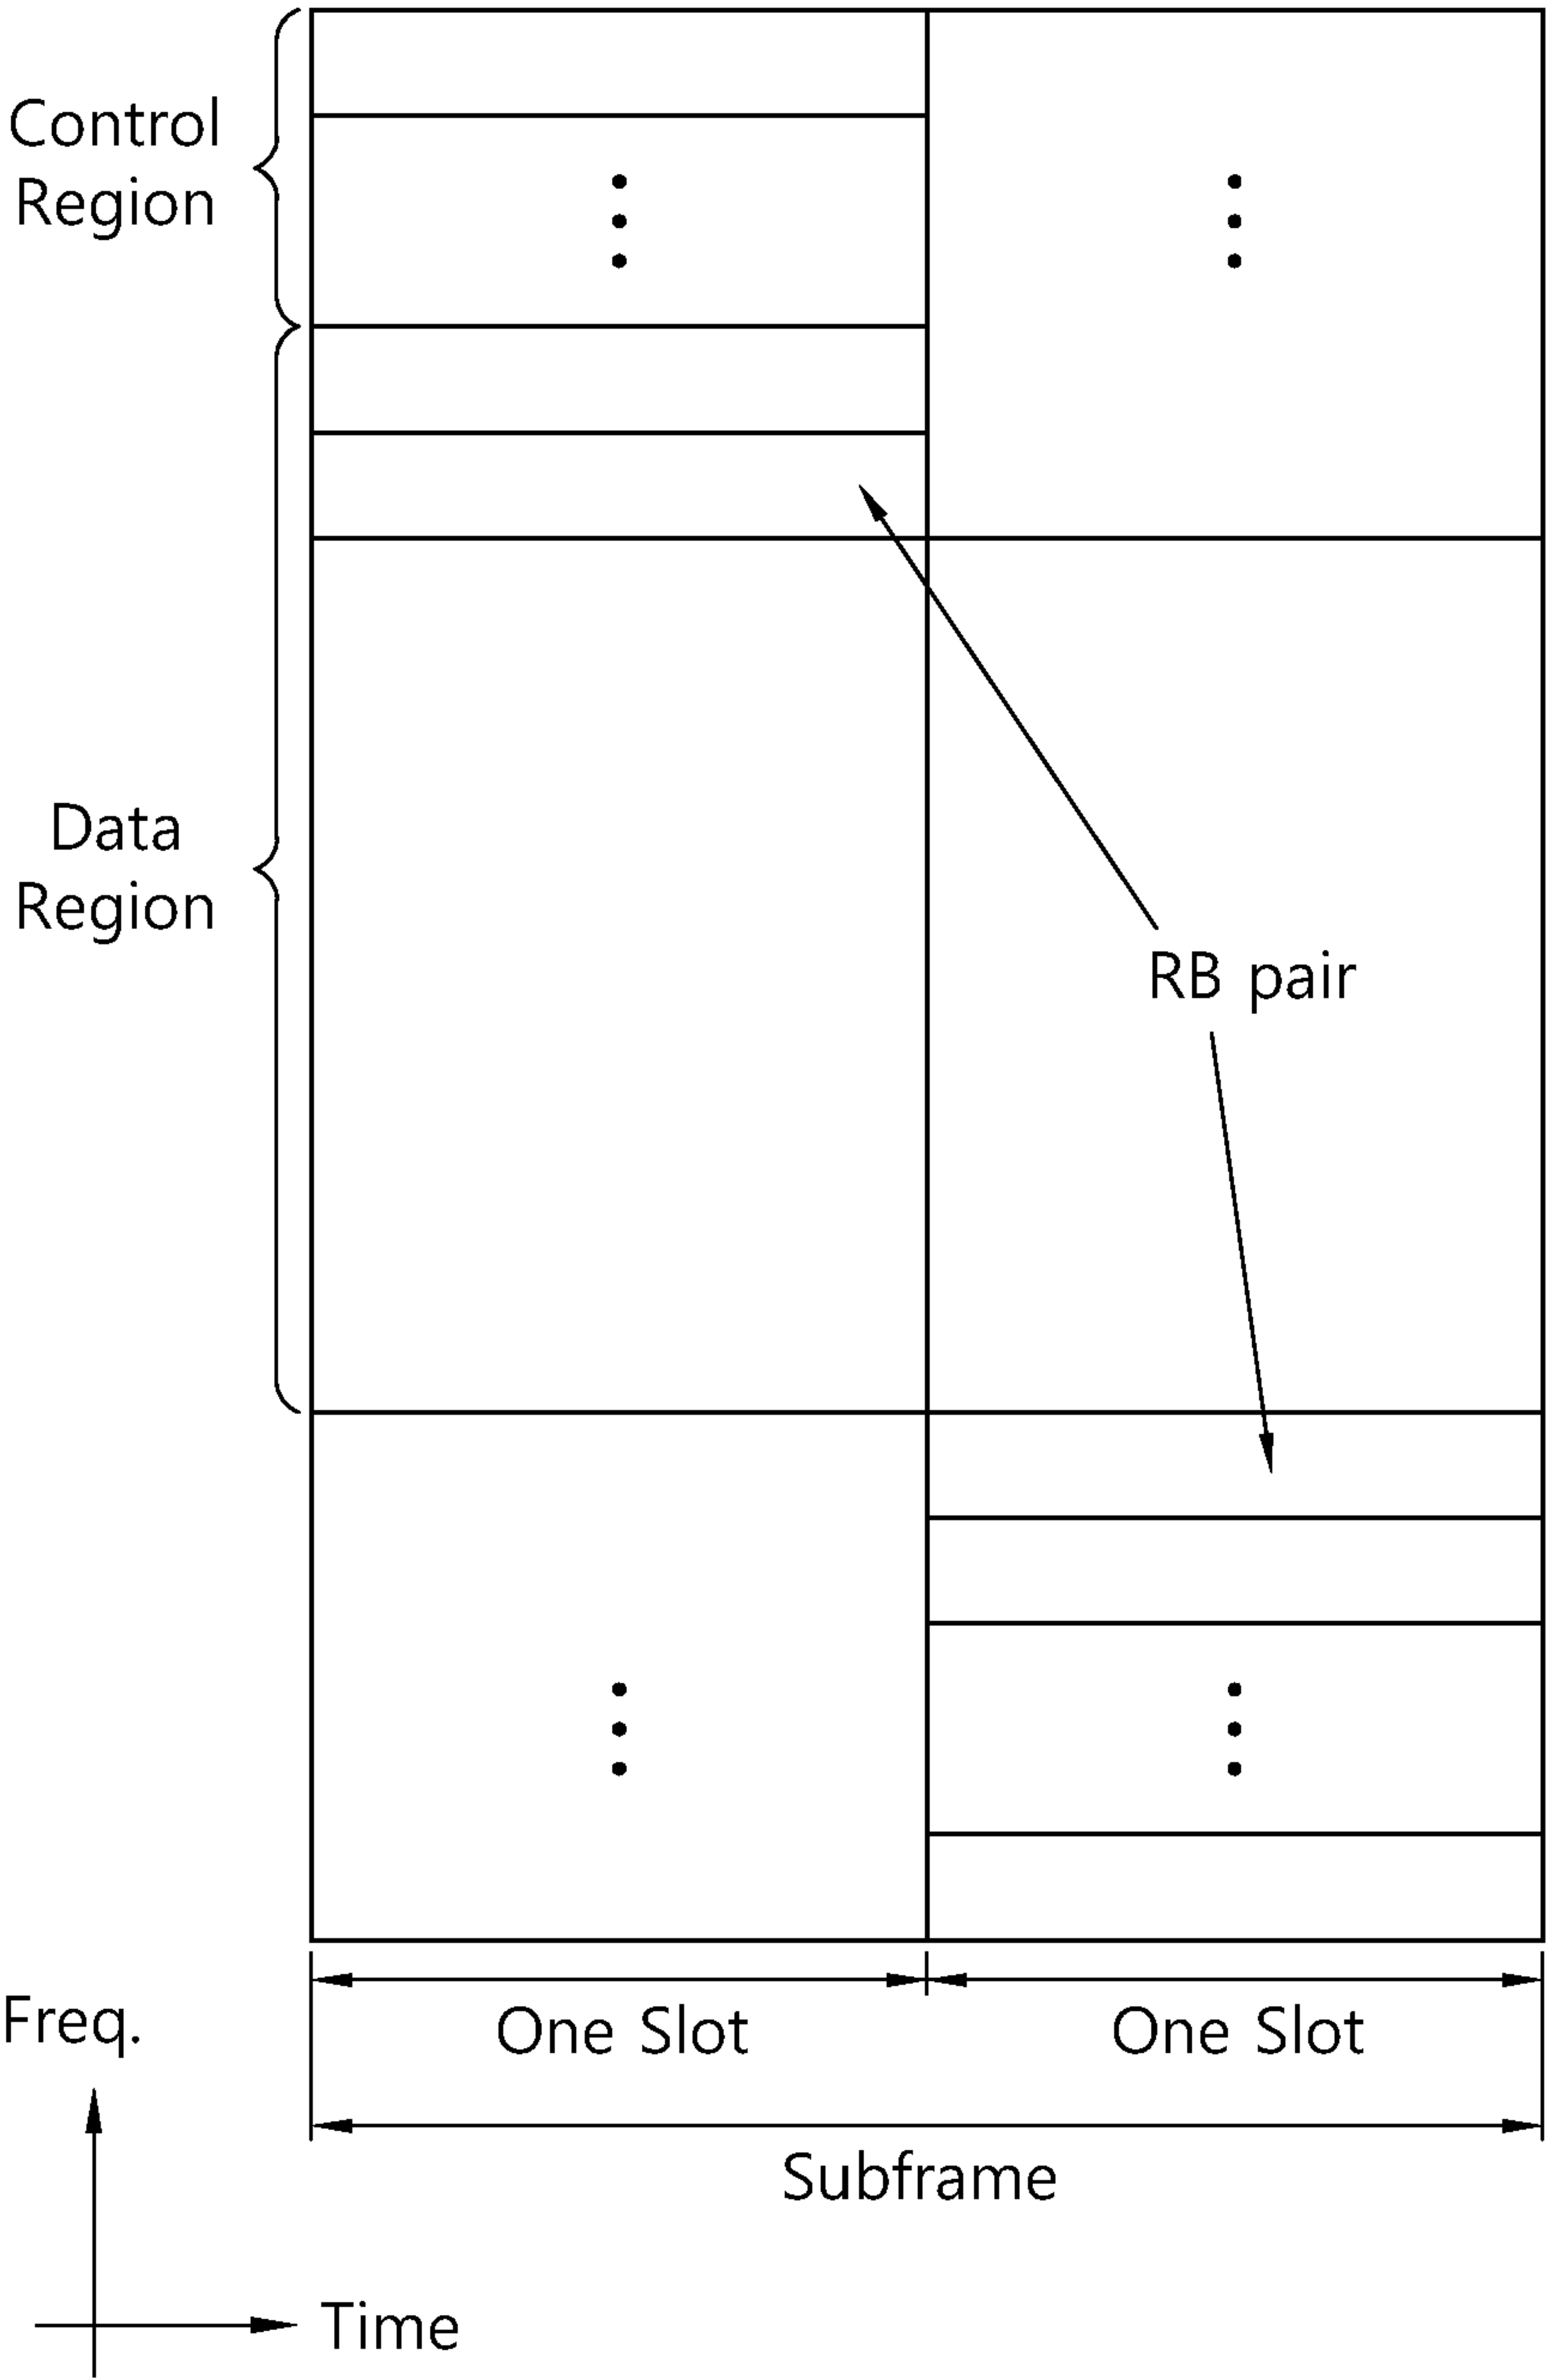 Control
Region
Data
Region
RB pair
One Slot
One Slot
Subframe
Freq.
Time